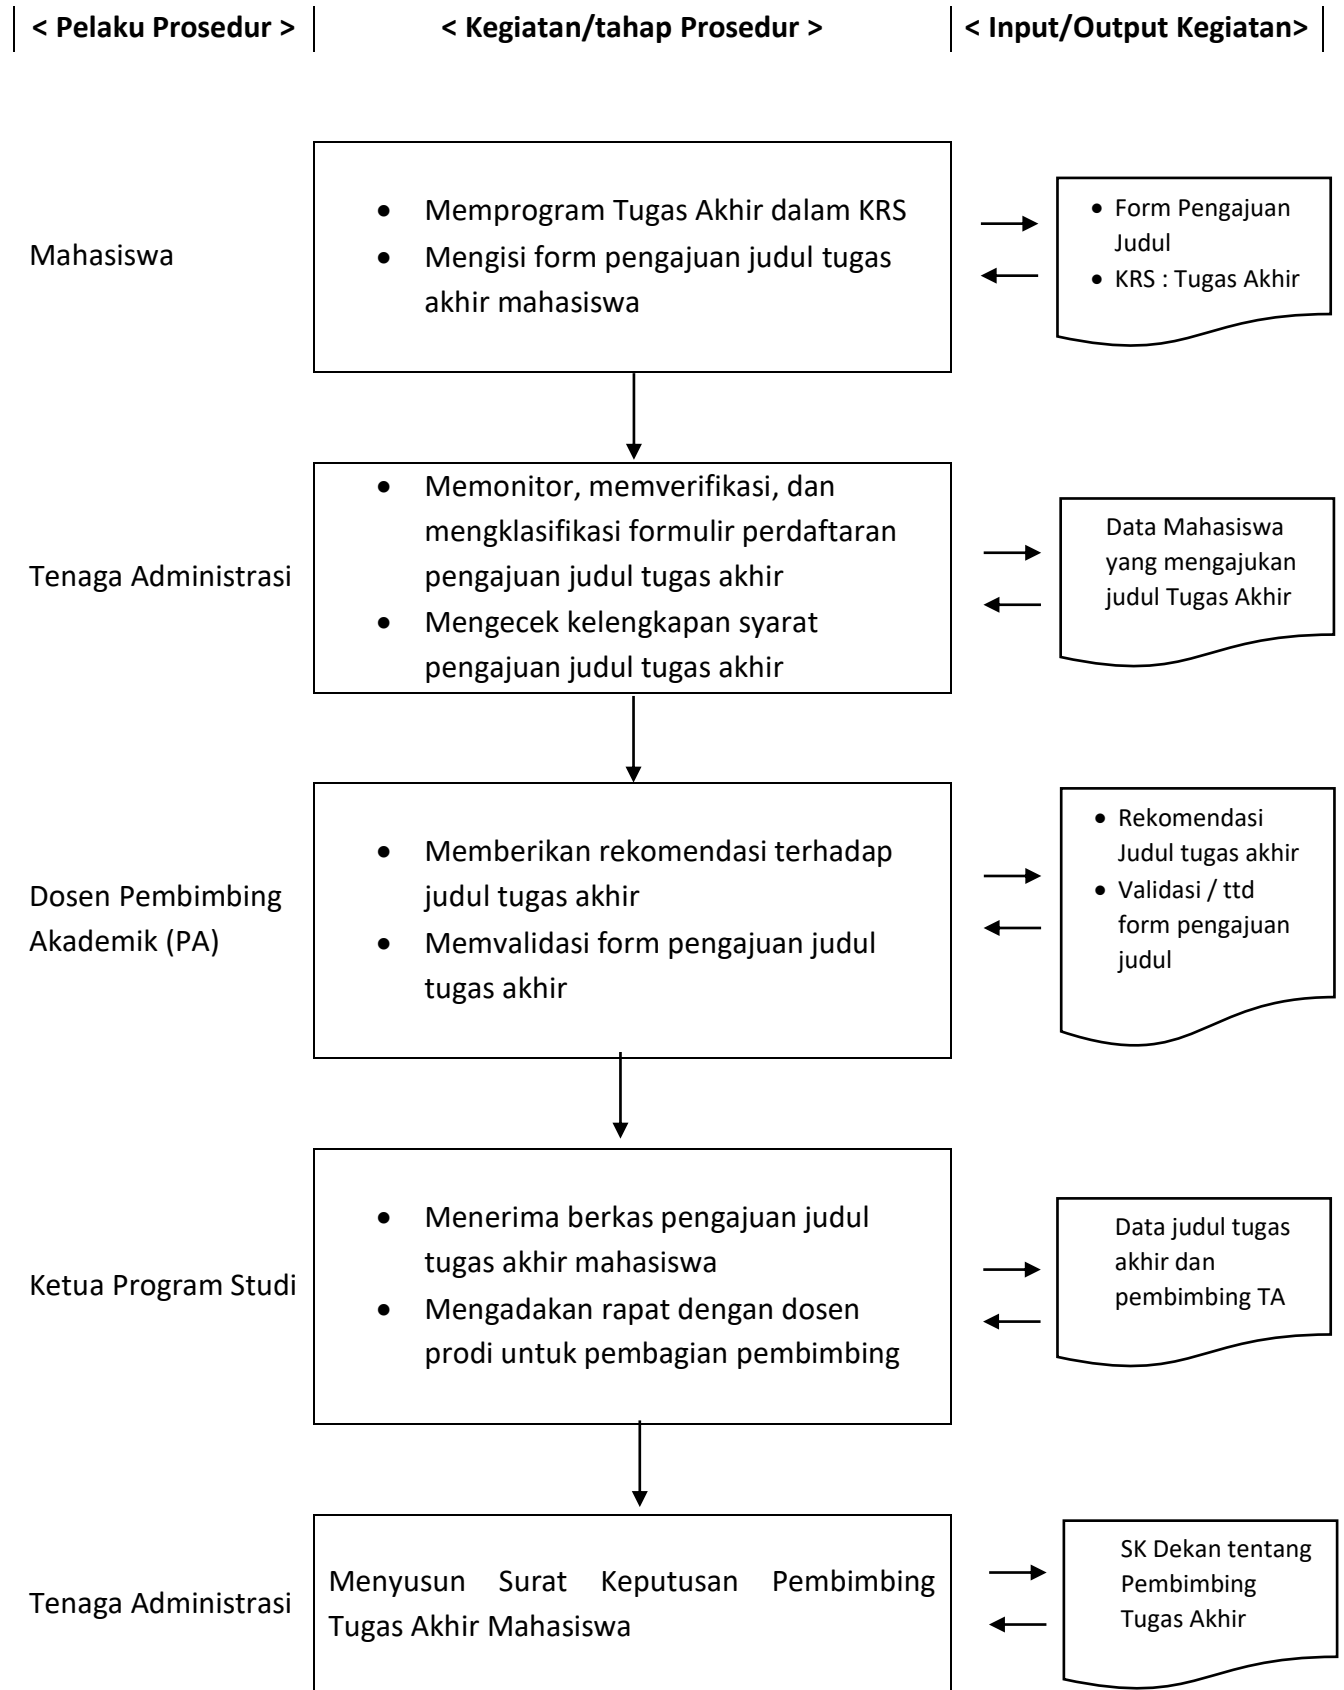 < Pelaku Prosedur >
< Kegiatan/tahap Prosedur >
< Input/Output Kegiatan>
Mahasiswa
• Memprogram Tugas Akhir dalam KRS
• Mengisi form pengajuan judul tugas
akhir mahasiswa
• Form Pengajuan
Judul
• KRS : Tugas Akhir
Tenaga Administrasi
• Memonitor, memverifikasi, dan
mengklasifikasi formulir perdaftaran
pengajuan judul tugas akhir
• Mengecek kelengkapan syarat
pengajuan judul tugas akhir
Data Mahasiswa
yang mengajukan
judul Tugas Akhir
Dosen Pembimbing
Akademik (PA)
• Memberikan rekomendasi terhadap
judul tugas akhir
• Memvalidasi form pengajuan judul
tugas akhir
• Rekomendasi
Judul tugas akhir
• Validasi / ttd
form pengajuan
judul
Ketua Program Studi
• Menerima berkas pengajuan judul
tugas akhir mahasiswa
• Mengadakan rapat dengan dosen
prodi untuk pembagian pembimbing
Data judul tugas
akhir dan
pembimbing TA
Tenaga Administrasi
Menyusun Surat Keputusan Pembimbing
Tugas Akhir Mahasiswa
SK Dekan tentang
Pembimbing
Tugas Akhir